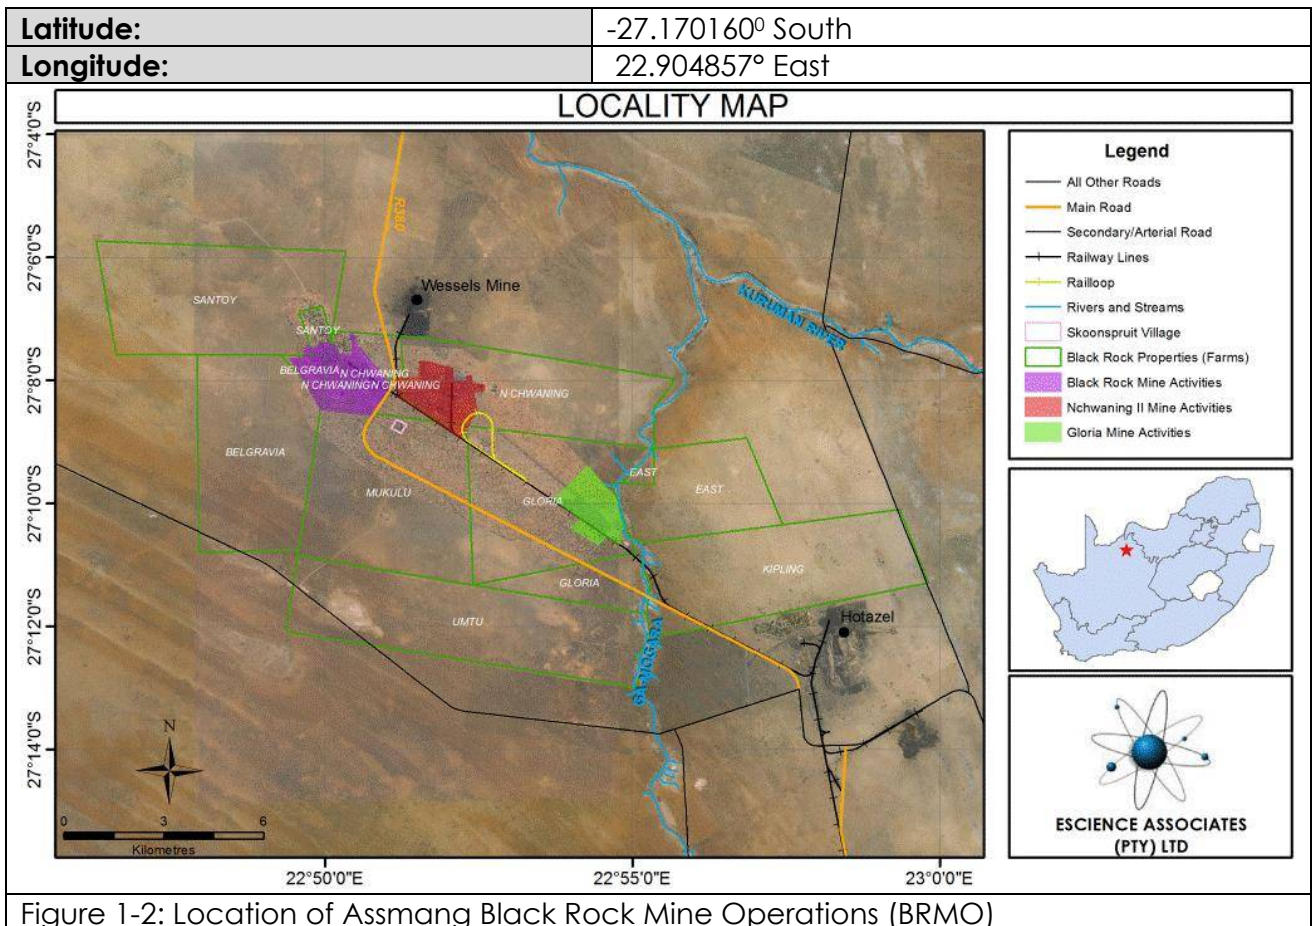 Latitude: -27.170160⁰ South
Longitude: 22.904857° East
LOCALITY MAP
27°4'0"S
27°6'0"S
27°8'0"S
27°10'0"S
27°12'0"S
27°14'0"S
R380
Wessels Mine
KURUMAN RIVER
SANTOY
SANTOY
BELGRAVIA
N CHWANING
N CHWANING
N CHWANING
N CHWANING
BELGRAVIA
MUKULU
GLORIA
EAST
EAST
GLORIA
KIPLING
UMTU
Hotazel
GA-MOGARA
N
0 3 6
Kilometres
22°50'0"E 22°55'0"E 23°0'0"E
Legend
All Other Roads
Main Road
Secondary/Arterial Road
Railway Lines
Railloop
Rivers and Streams
Skoonspruit Village
Black Rock Properties (Farms)
Black Rock Mine Activities
Nchwaning II Mine Activities
Gloria Mine Activities
ESCIENCE ASSOCIATES
(PTY) LTD
Figure 1-2: Location of Assmang Black Rock Mine Operations (BRMO)